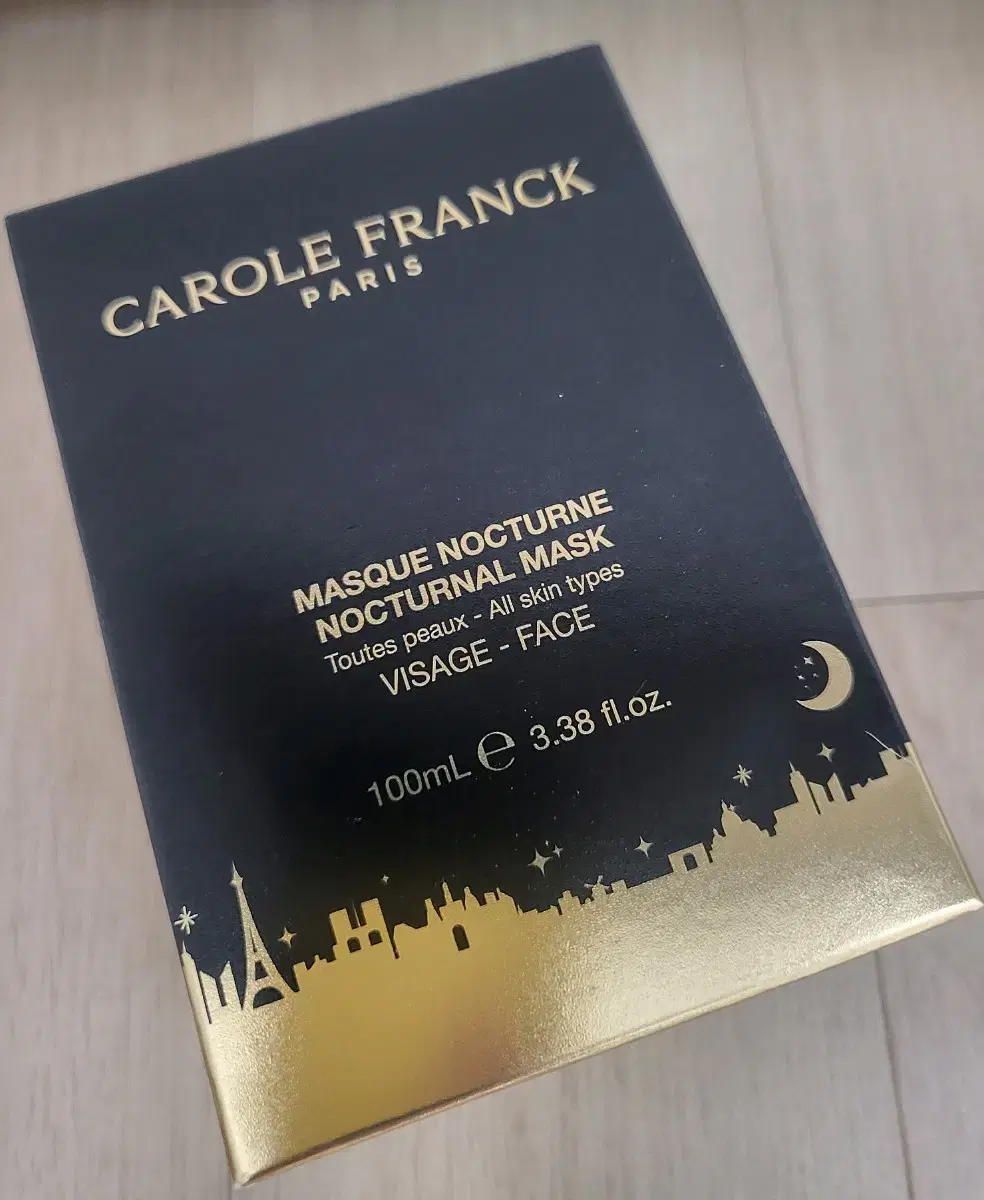 CAROLE FRANCK
PARIS
MASQUE NOCTURNE
NOCTURNAL MASK
Toutes peaux - All skin types
VISAGE - FACE
100mL ℮ 3.38 fl.oz.